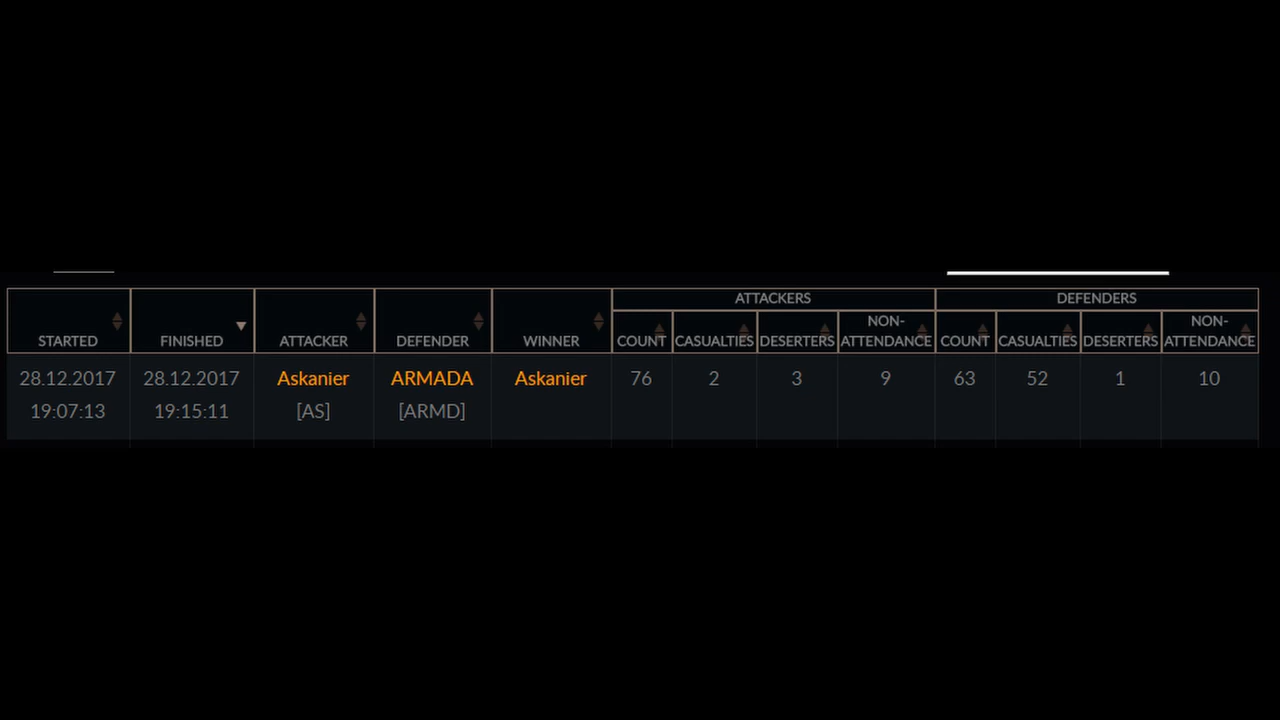 ATTACKERS DEFENDERS
STARTED FINISHED ATTACKER DEFENDER WINNER COUNT CASUALTIES DESERTERS NON-ATTENDANCE COUNT CASUALTIES DESERTERS NON-ATTENDANCE
28.12.2017 28.12.2017 Askanier ARMADA Askanier 76 2 3 9 63 52 1 10
19:07:13 19:15:11 [AS] [ARMD]